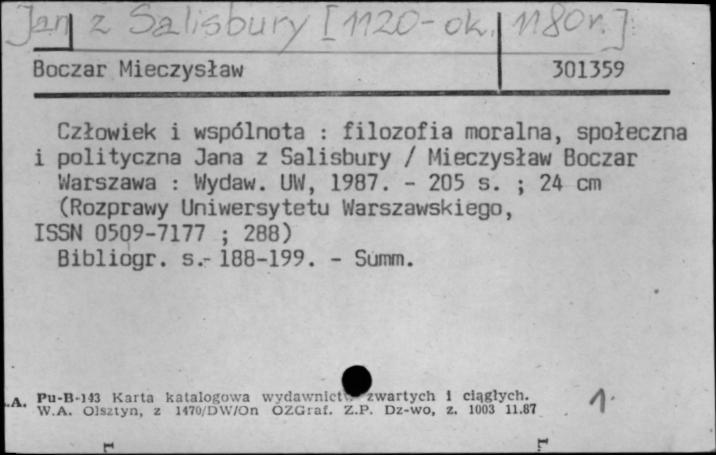 Jan z Salisbury [1120-ok. 1180r.]
Boczar Mieczysław 301359
Człowiek i wspólnota : filozofia moralna, społeczna
i polityczna Jana z Salisbury / Mieczysław Boczar
Warszawa : Wydaw. UW, 1987. - 205 s. ; 24 cm
(Rozprawy Uniwersytetu Warszawskiego,
ISSN 0509-7177 ; 288)
Bibliogr. s. 188-199. - Summ.
Pu-B-143 Karta katalogowa wydawnictw zwartych i ciągłych.
W.A. Olsztyn, z 1470/DW/On OZGraf. Z.P. Dz-wo, z. 1003 11.87
.A.
1.